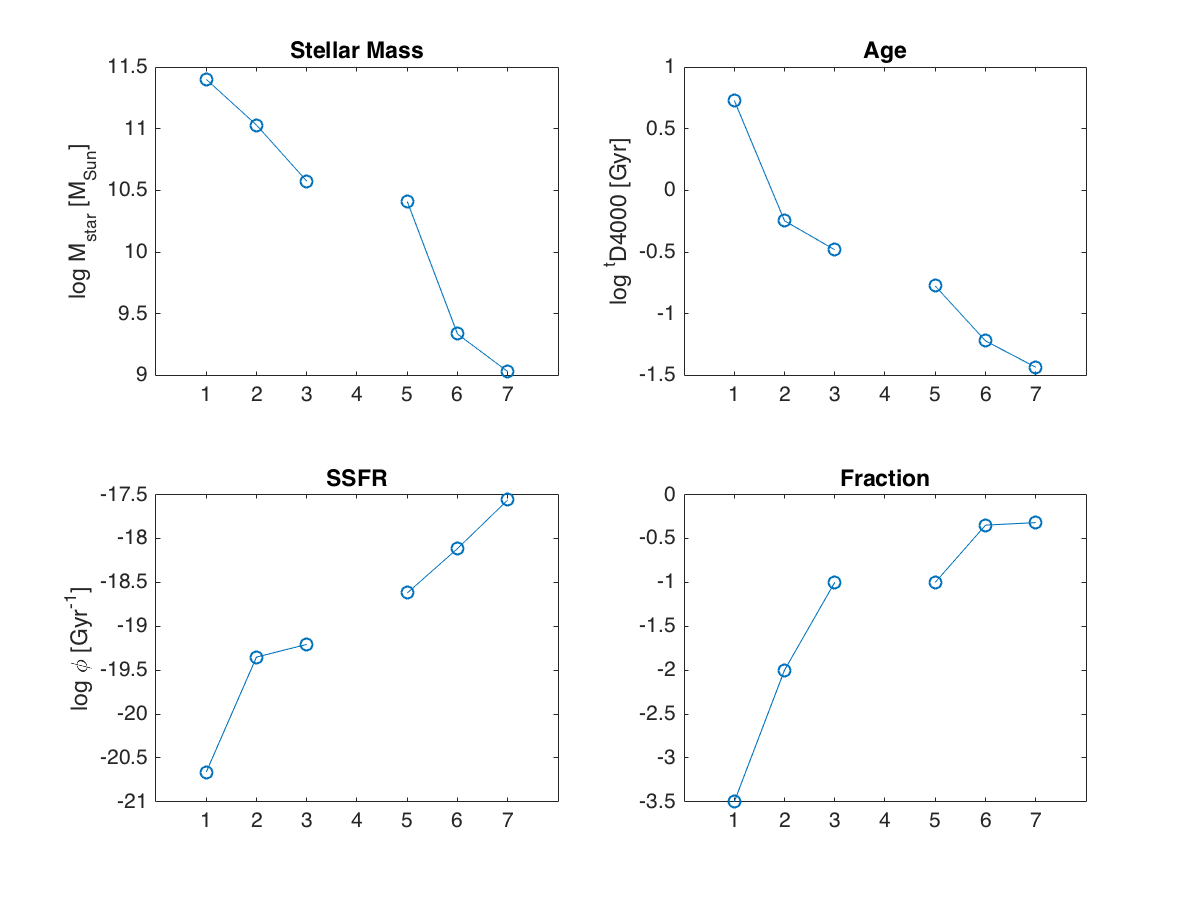 Stellar Mass
log M_star [M_Sun]
11.5
11
10.5
10
9.5
9
1 2 3 4 5 6 7
Age
log ^tD4000 [Gyr]
1
0.5
0
-0.5
-1
-1.5
1 2 3 4 5 6 7
SSFR
log ϕ [Gyr^-1]
-17.5
-18
-18.5
-19
-19.5
-20
-20.5
-21
1 2 3 4 5 6 7
Fraction
0
-0.5
-1
-1.5
-2
-2.5
-3
-3.5
1 2 3 4 5 6 7